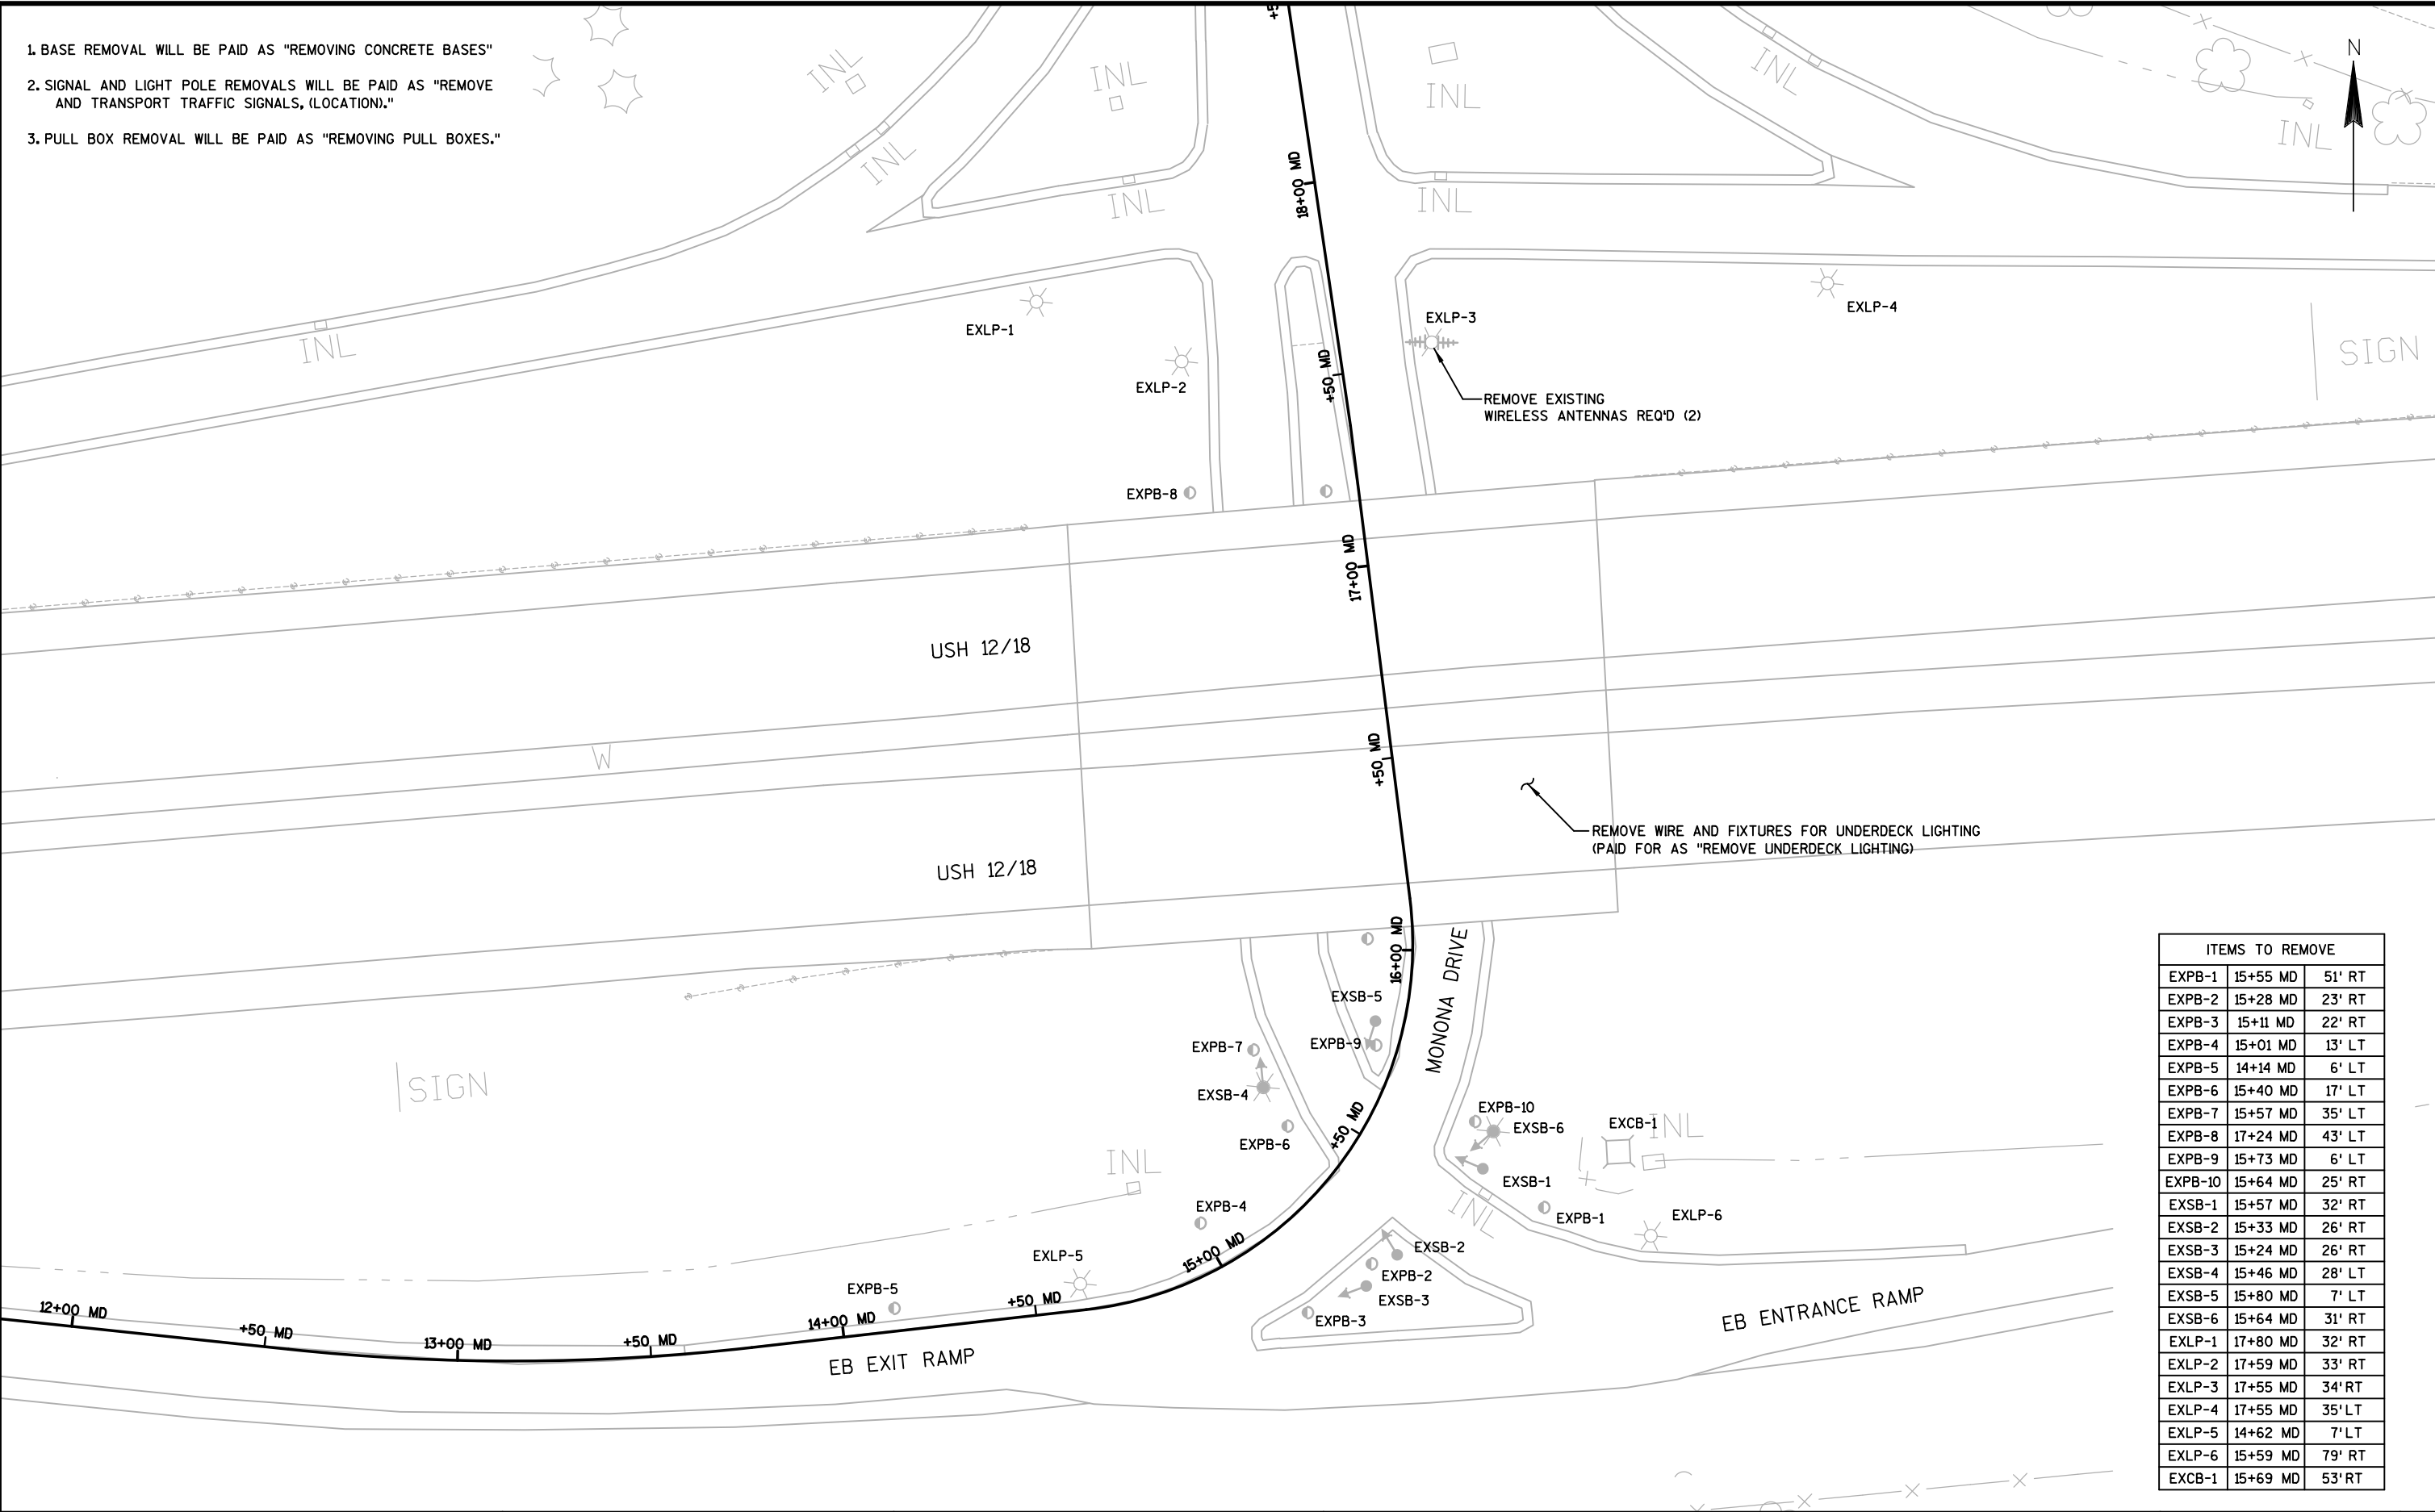 1. BASE REMOVAL WILL BE PAID AS "REMOVING CONCRETE BASES"
2. SIGNAL AND LIGHT POLE REMOVALS WILL BE PAID AS "REMOVE
AND TRANSPORT TRAFFIC SIGNALS, (LOCATION)."
3. PULL BOX REMOVAL WILL BE PAID AS "REMOVING PULL BOXES."
N
INL
INL
INL
INL
INL
INL
INL
INL
INL
18+00 MD
EXLP-1
EXLP-2
EXLP-3
EXLP-4
SIGN
+50 MD
REMOVE EXISTING
WIRELESS ANTENNAS REQ'D (2)
EXPB-8
17+00 MD
USH 12/18
W
+50 MD
REMOVE WIRE AND FIXTURES FOR UNDERDECK LIGHTING
(PAID FOR AS "REMOVE UNDERDECK LIGHTING)
USH 12/18
16+00 MD
MONONA DRIVE
EXSB-5
EXPB-7
EXPB-9
SIGN
EXSB-4
EXPB-10
EXSB-6
EXCB-1
INL
+50 MD
EXPB-6
INL
EXSB-1
EXPB-4
INL
EXPB-1
EXLP-6
15+00 MD
EXSB-2
EXLP-5
EXPB-2
EXPB-5
EXSB-3
EXPB-3
12+00 MD
+50 MD
13+00 MD
+50 MD
14+00 MD
+50 MD
EB EXIT RAMP
EB ENTRANCE RAMP
ITEMS TO REMOVE
EXPB-1 15+55 MD 51' RT
EXPB-2 15+28 MD 23' RT
EXPB-3 15+11 MD 22' RT
EXPB-4 15+01 MD 13' LT
EXPB-5 14+14 MD 6' LT
EXPB-6 15+40 MD 17' LT
EXPB-7 15+57 MD 35' LT
EXPB-8 17+24 MD 43' LT
EXPB-9 15+73 MD 6' LT
EXPB-10 15+64 MD 25' RT
EXSB-1 15+57 MD 32' RT
EXSB-2 15+33 MD 26' RT
EXSB-3 15+24 MD 26' RT
EXSB-4 15+46 MD 28' LT
EXSB-5 15+80 MD 7' LT
EXSB-6 15+64 MD 31' RT
EXLP-1 17+80 MD 32' RT
EXLP-2 17+59 MD 33' RT
EXLP-3 17+55 MD 34'RT
EXLP-4 17+55 MD 35'LT
EXLP-5 14+62 MD 7'LT
EXLP-6 15+59 MD 79' RT
EXCB-1 15+69 MD 53'RT